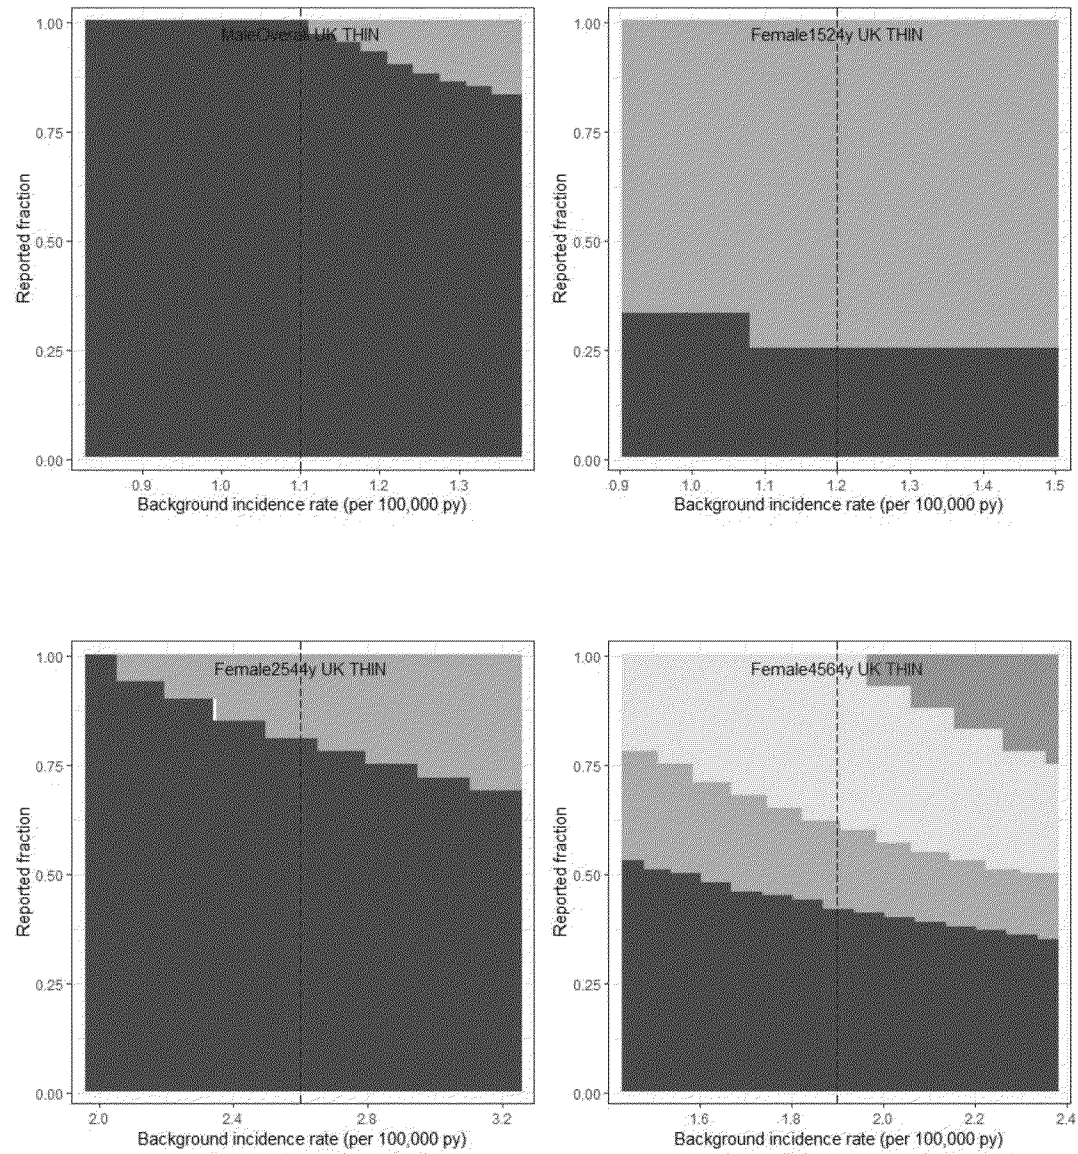 MaleOverall UK THIN
1.00
0.75
0.50
0.25
0.00
Reported fraction
0.9 1.0 1.1 1.2 1.3
Background incidence rate (per 100,000 py)
Female1524y UK THIN
1.00
0.75
0.50
0.25
0.00
Reported fraction
0.9 1.0 1.1 1.2 1.3 1.4 1.5
Background incidence rate (per 100,000 py)
Female2544y UK THIN
1.00
0.75
0.50
0.25
0.00
Reported fraction
2.0 2.4 2.8 3.2
Background incidence rate (per 100,000 py)
Female4564y UK THIN
1.00
0.75
0.50
0.25
0.00
Reported fraction
1.6 1.8 2.0 2.2 2.4
Background incidence rate (per 100,000 py)